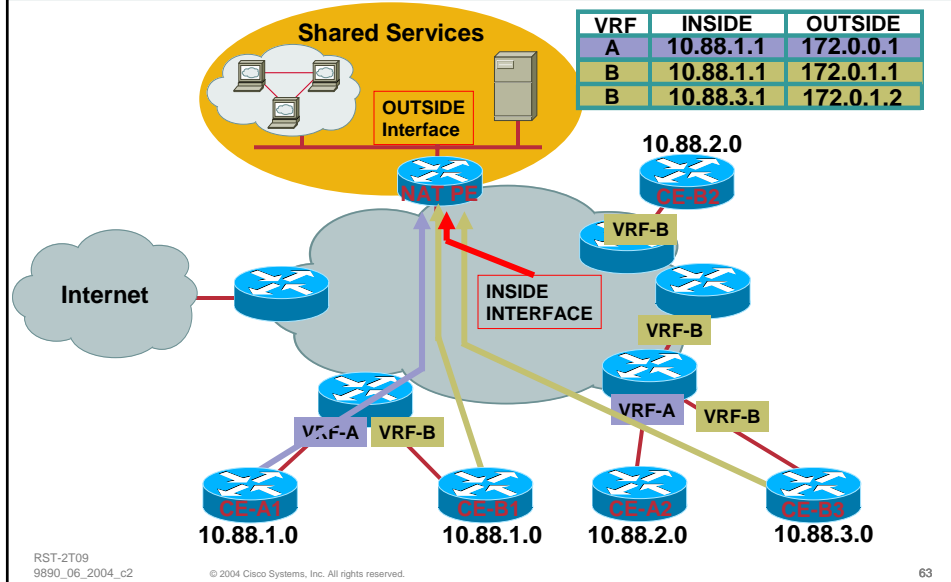 Shared Services
VRF INSIDE OUTSIDE
A 10.88.1.1 172.0.0.1
B 10.88.1.1 172.0.1.1
B 10.88.3.1 172.0.1.2
OUTSIDE
Interface
10.88.2.0
NAT PE
CE-B2
VRF-B
Internet
INSIDE
INTERFACE
VRF-B
VRF-A
VRF-B
VRF-A
VRF-B
CE-A1
CE-B1
CE-A2
CE-B3
10.88.1.0
10.88.1.0
10.88.2.0
10.88.3.0
RST-2T09
9890_06_2004_c2
© 2004 Cisco Systems, Inc. All rights reserved.
63